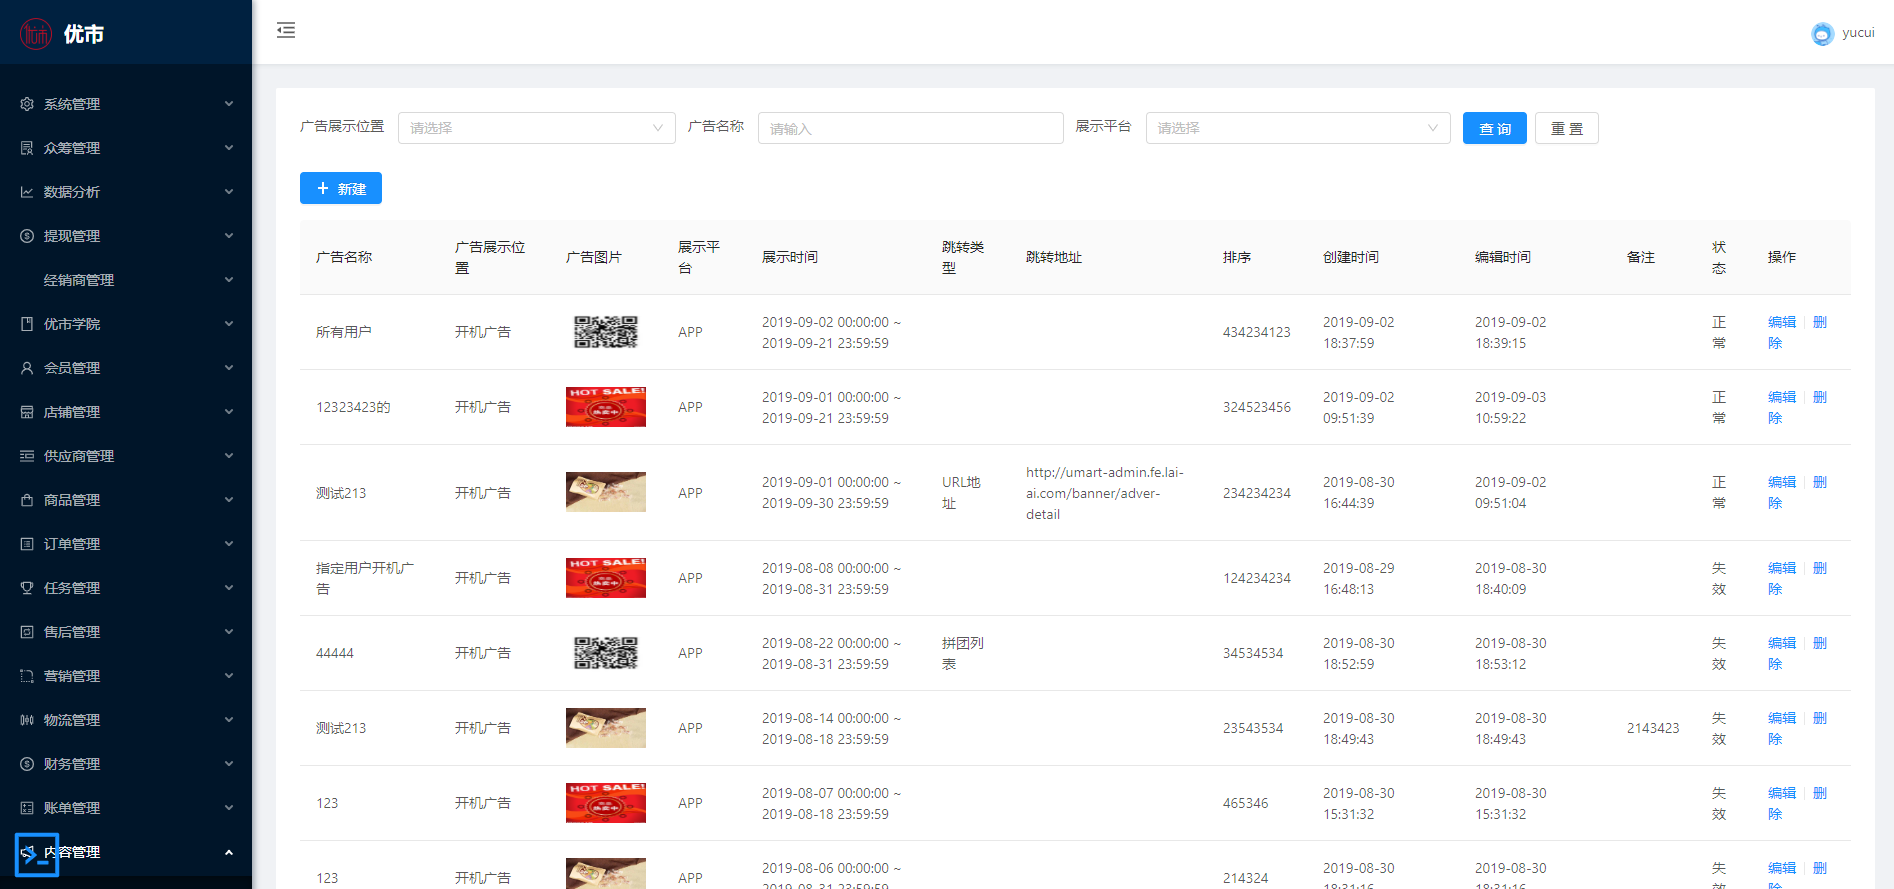 优市
yucui
系统管理
众筹管理
数据分析
提现管理
经销商管理
优市学院
会员管理
店铺管理
供应商管理
商品管理
订单管理
任务管理
售后管理
营销管理
物流管理
财务管理
账单管理
内容管理
广告展示位置 请选择 广告名称 请输入 展示平台 请选择 查 询 重 置
新建
广告名称 广告展示位置 广告图片 展示平台 展示时间 跳转类型 跳转地址 排序 创建时间 编辑时间 备注 状态 操作
所有用户 开机广告 APP 2019-09-02 00:00:00 ~ 2019-09-21 23:59:59 434234123 2019-09-02 18:37:59 2019-09-02 18:39:15 正常 编辑 删除
12323423的 开机广告 HOT SALE! 热卖中 APP 2019-09-01 00:00:00 ~ 2019-09-21 23:59:59 324523456 2019-09-02 09:51:39 2019-09-03 10:59:22 正常 编辑 删除
测试213 开机广告 APP 2019-09-01 00:00:00 ~ 2019-09-30 23:59:59 URL地址 http://umart-admin.fe.lai-ai.com/banner/adver-detail 234234234 2019-08-30 16:44:39 2019-09-02 09:51:04 正常 编辑 删除
指定用户开机广告 开机广告 HOT SALE! 热卖中 APP 2019-08-08 00:00:00 ~ 2019-08-31 23:59:59 124234234 2019-08-29 16:48:13 2019-08-30 18:40:09 失效 编辑 删除
44444 开机广告 APP 2019-08-22 00:00:00 ~ 2019-08-31 23:59:59 拼团列表 34534534 2019-08-30 18:52:59 2019-08-30 18:53:12 失效 编辑 删除
测试213 开机广告 APP 2019-08-14 00:00:00 ~ 2019-08-18 23:59:59 23543534 2019-08-30 18:49:43 2019-08-30 18:49:43 2143423 失效 编辑 删除
123 开机广告 HOT SALE! 热卖中 APP 2019-08-07 00:00:00 ~ 2019-08-18 23:59:59 465346 2019-08-30 15:31:32 2019-08-30 15:31:32 失效 编辑 删除
123 开机广告 APP 2019-08-06 00:00:00 ~ 2019-08-31 23:59:59 214324 2019-08-30 18:31:16 2019-08-30 18:31:16 失效 编辑 删除